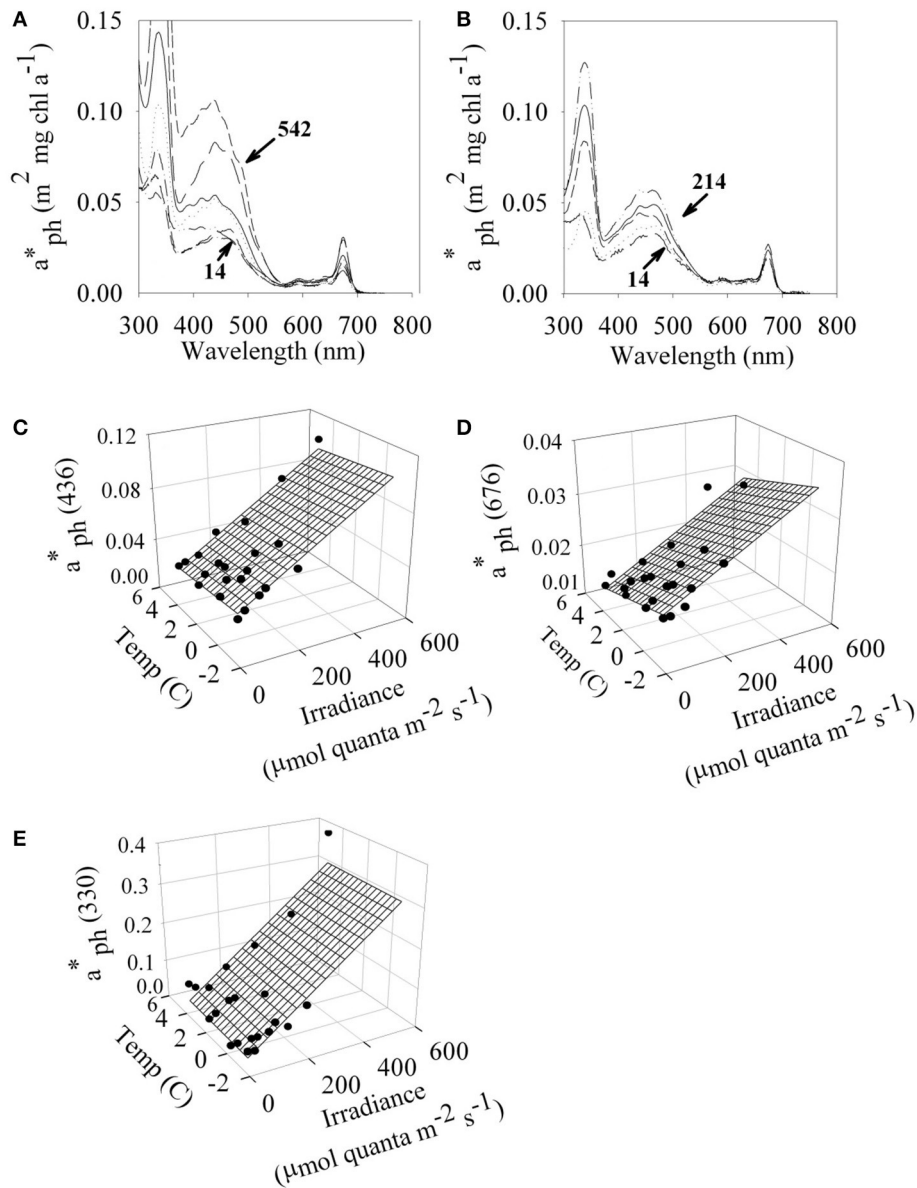 A
0.15
0.10
0.05
0.00
a*ph (m2 mg chl a-1)
542
14
300 400 500 600 700 800
Wavelength (nm)
B
0.15
0.10
0.05
0.00
a*ph (m2 mg chl a-1)
214
14
300 400 500 600 700 800
Wavelength (nm)
C
0.12
0.08
0.04
0.00
a*ph (436)
6
4
2
0
-2
Temp (C)
0
200
400
600
Irradiance
(μmol quanta m-2 s-1)
D
0.04
0.03
0.02
0.01
a*ph (676)
6
4
2
0
-2
Temp (C)
0
200
400
600
Irradiance
(μmol quanta m-2 s-1)
E
0.4
0.3
0.2
0.1
0.0
a*ph (330)
6
4
2
0
-2
Temp (C)
0
200
400
600
Irradiance
(μmol quanta m-2 s-1)